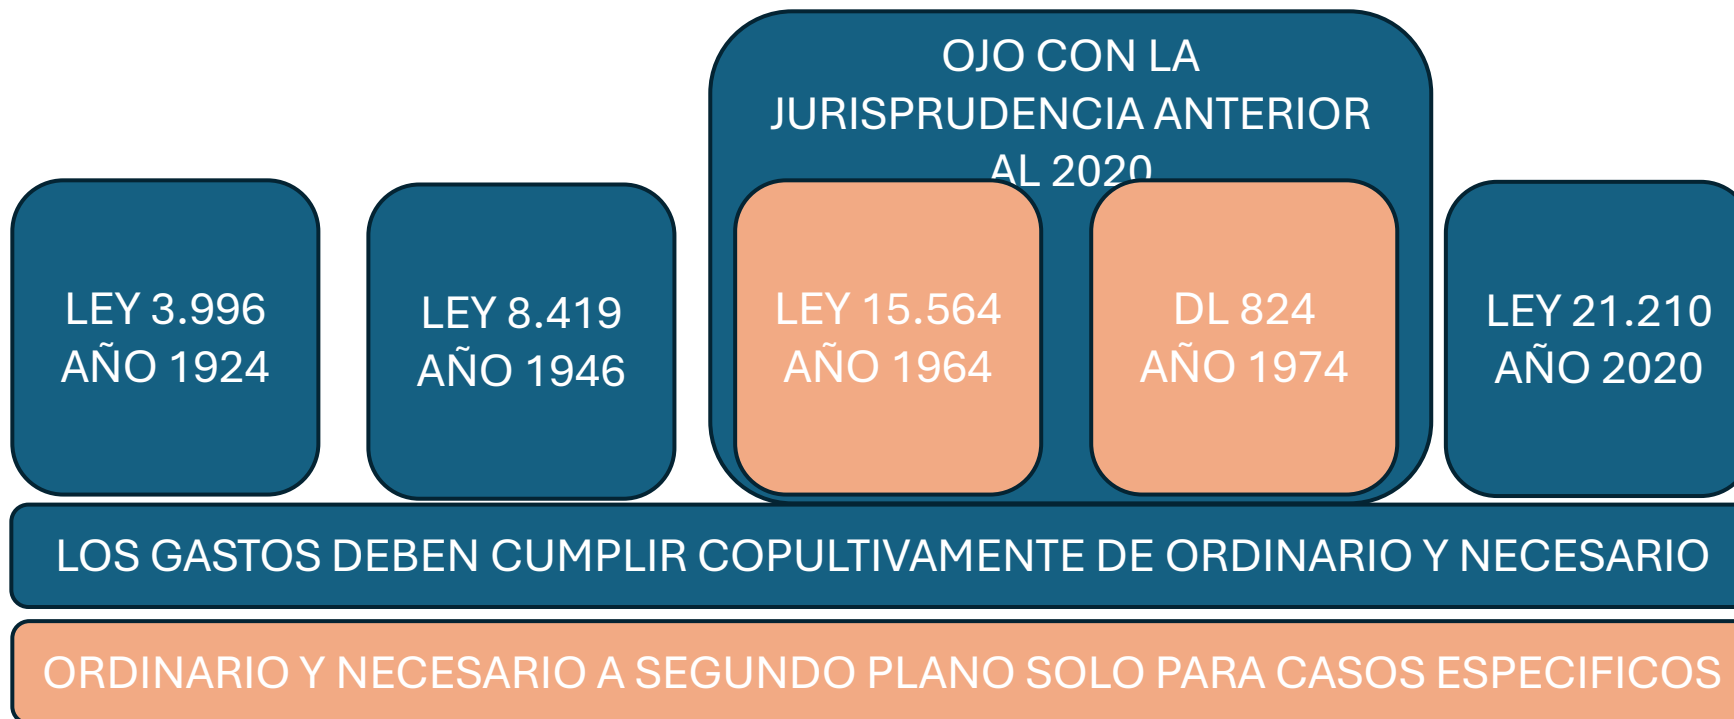 OJO CON LA
JURISPRUDENCIA ANTERIOR
AL 2020
LEY 3.996
AÑO 1924
LEY 8.419
AÑO 1946
LEY 15.564
AÑO 1964
DL 824
AÑO 1974
LEY 21.210
AÑO 2020
LOS GASTOS DEBEN CUMPLIR COPULTIVAMENTE DE ORDINARIO Y NECESARIO
ORDINARIO Y NECESARIO A SEGUNDO PLANO SOLO PARA CASOS ESPECIFICOS